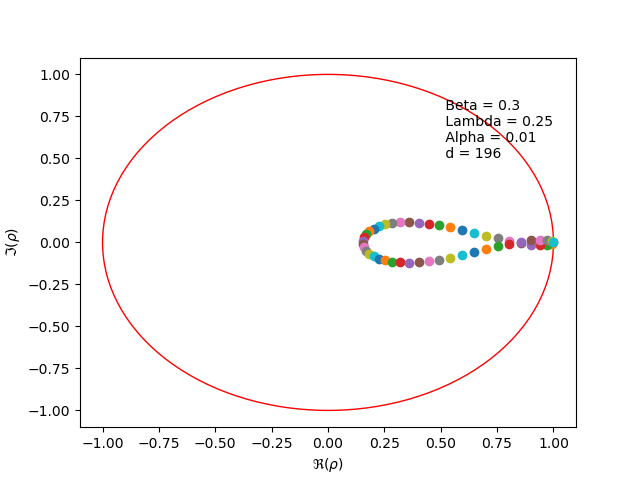 Beta = 0.3
Lambda = 0.25
Alpha = 0.01
d = 196
1.00
0.75
0.50
0.25
0.00
−0.25
−0.50
−0.75
−1.00
ℑ(ρ)
−1.00 −0.75 −0.50 −0.25 0.00 0.25 0.50 0.75 1.00
ℜ(ρ)